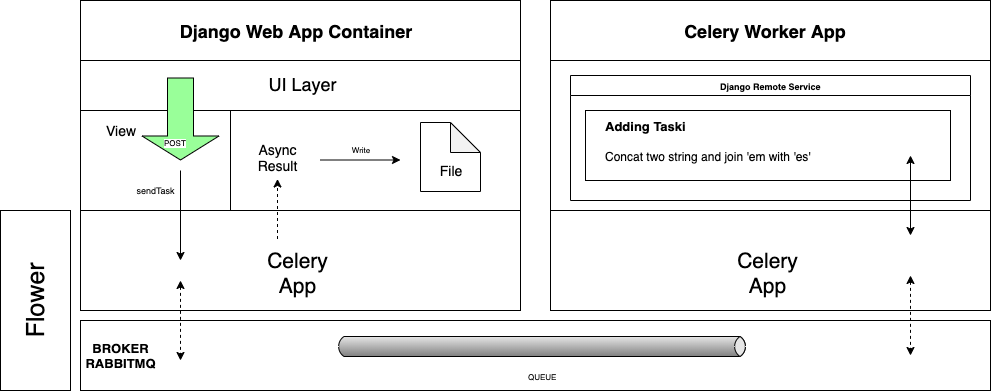 Django Web App Container
UI Layer
View
POST
sendTask
Async
Result
Write
File
Celery
App
Celery Worker App
Django Remote Service
Adding Taski
Concat two string and join 'em with 'es'
Celery
App
Flower
BROKER
RABBITMQ
QUEUE